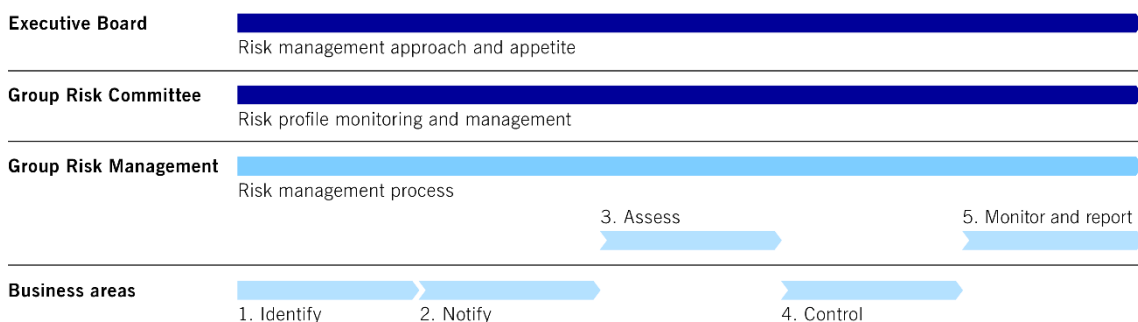 Executive Board
Risk management approach and appetite
Group Risk Committee
Risk profile monitoring and management
Group Risk Management
Risk management process
3. Assess
5. Monitor and report
Business areas
1. Identify
2. Notify
4. Control